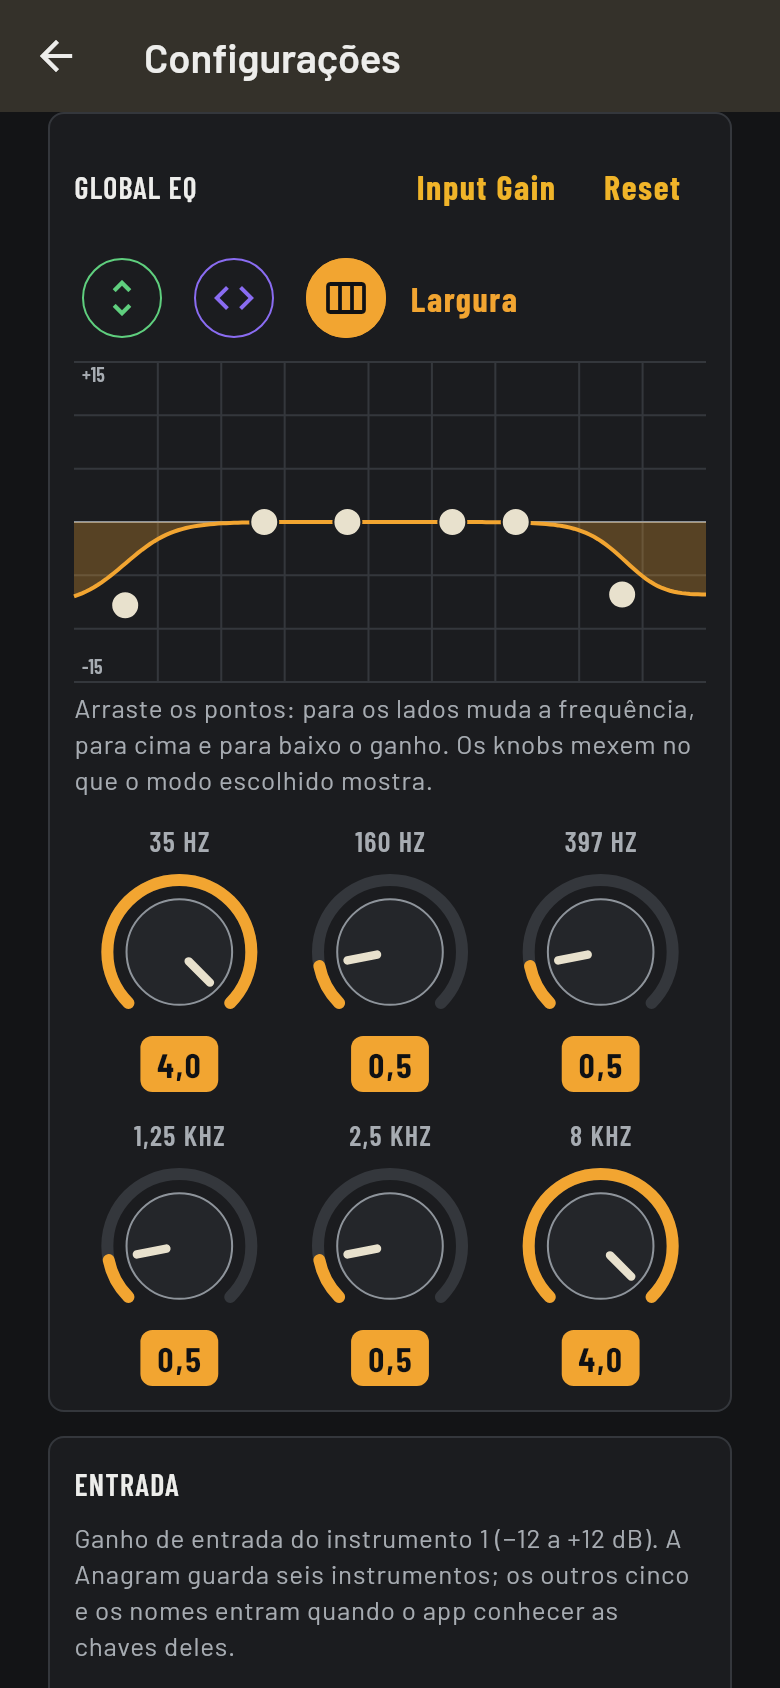 Configurações
GLOBAL EQ
Input Gain
Reset
Largura
+15
-15
Arraste os pontos: para os lados muda a frequência,
para cima e para baixo o ganho. Os knobs mexem no
que o modo escolhido mostra.
35 HZ
160 HZ
397 HZ
4,0
0,5
0,5
1,25 KHZ
2,5 KHZ
8 KHZ
0,5
0,5
4,0
ENTRADA
Ganho de entrada do instrumento 1 (−12 a +12 dB). A
Anagram guarda seis instrumentos; os outros cinco
e os nomes entram quando o app conhecer as
chaves deles.